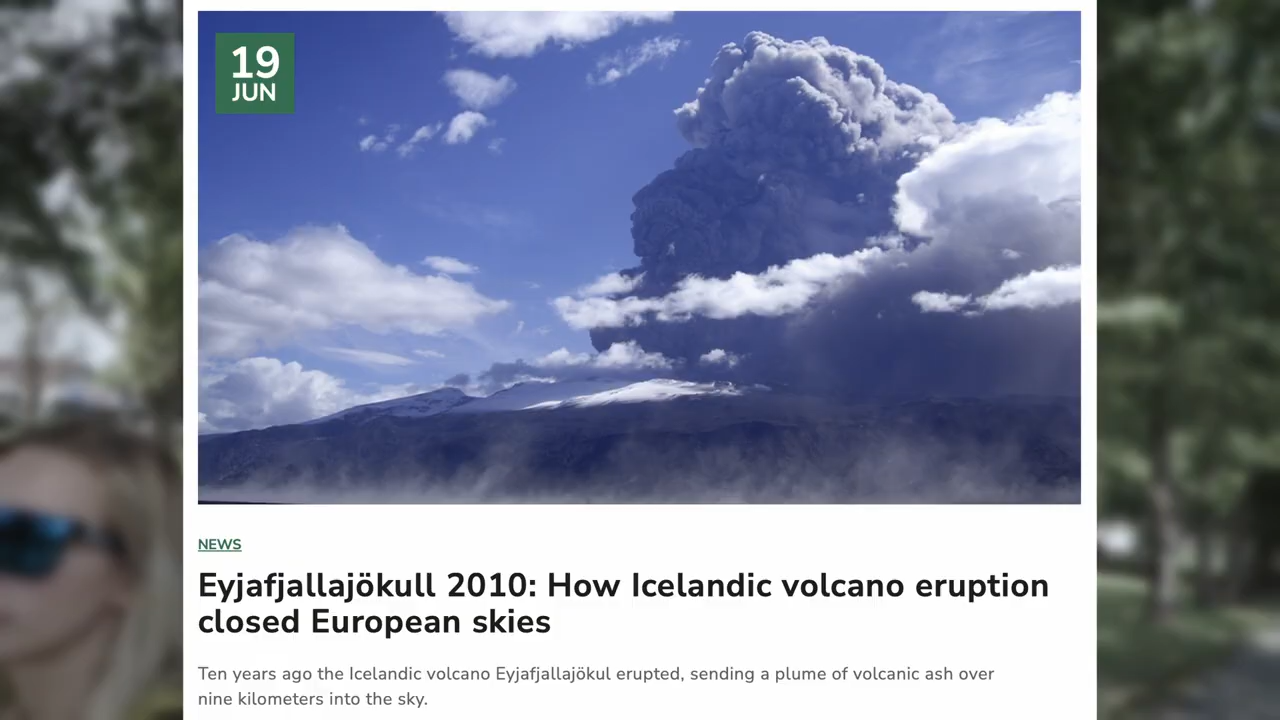 19
JUN
NEWS
Eyjafjallajökull 2010: How Icelandic volcano eruption
closed European skies
Ten years ago the Icelandic volcano Eyjafjallajökul erupted, sending a plume of volcanic ash over
nine kilometers into the sky.